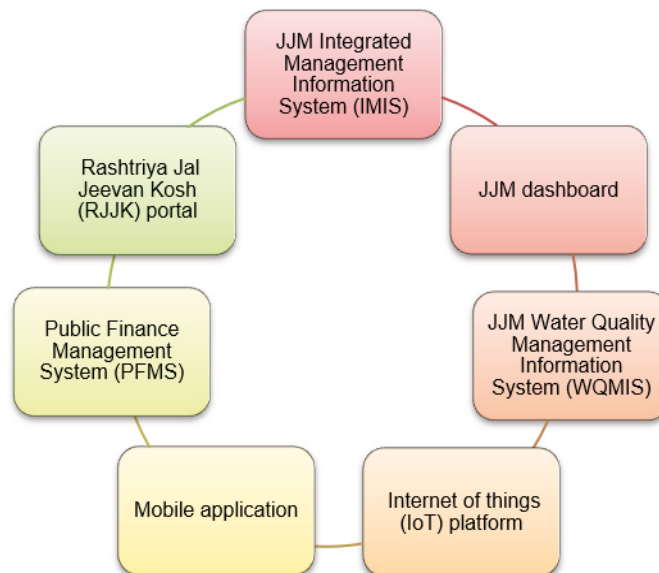 JJM Integrated
Management
Information
System (IMIS)
JJM dashboard
JJM Water Quality
Management
Information
System (WQMIS)
Internet of things
(IoT) platform
Mobile application
Public Finance
Management
System (PFMS)
Rashtriya Jal
Jeevan Kosh
(RJJK) portal